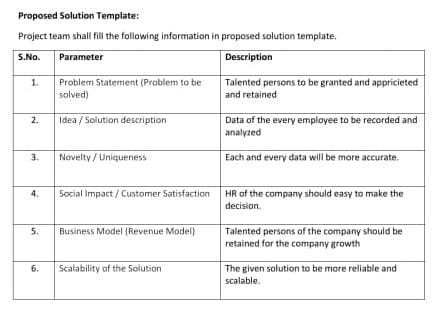 Proposed Solution Template:
Project team shall fill the following information in proposed solution template.
S.No. Parameter Description
1. Problem Statement (Problem to be Talented persons to be granted and appricieted
solved) and retained
2. Idea / Solution description Data of the every employee to be recorded and
analyzed
3. Novelty / Uniqueness Each and every data will be more accurate.
4. Social Impact / Customer Satisfaction HR of the company should easy to make the
decision.
5. Business Model (Revenue Model) Talented persons of the company should be
retained for the company growth
6. Scalability of the Solution The given solution to be more reliable and
scalable.